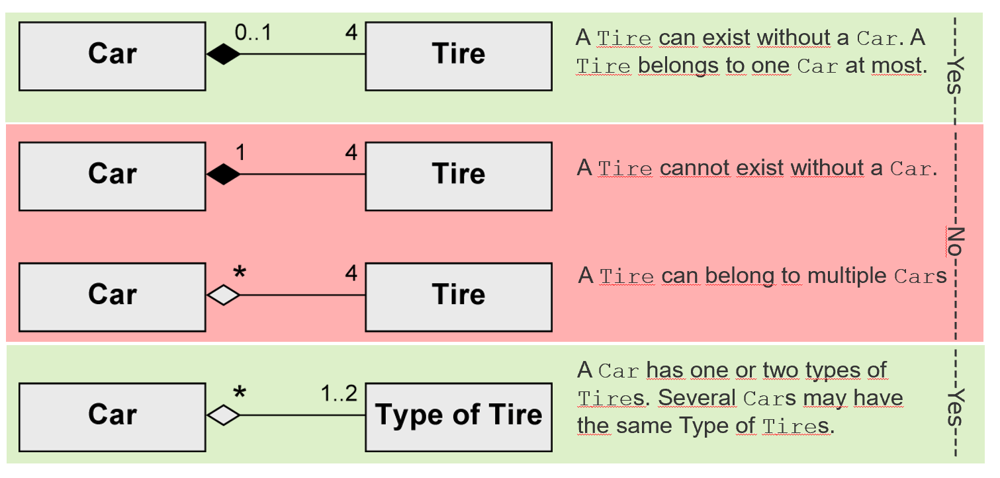 Car 0..1 4 Tire
A Tire can exist without a Car. A
Tire belongs to one Car at most.
Yes
Car 1 4 Tire
A Tire cannot exist without a Car.
No
Car * 4 Tire
A Tire can belong to multiple Cars
Car * 1..2 Type of Tire
A Car has one or two types of
Tires. Several Cars may have
the same Type of Tires.
Yes